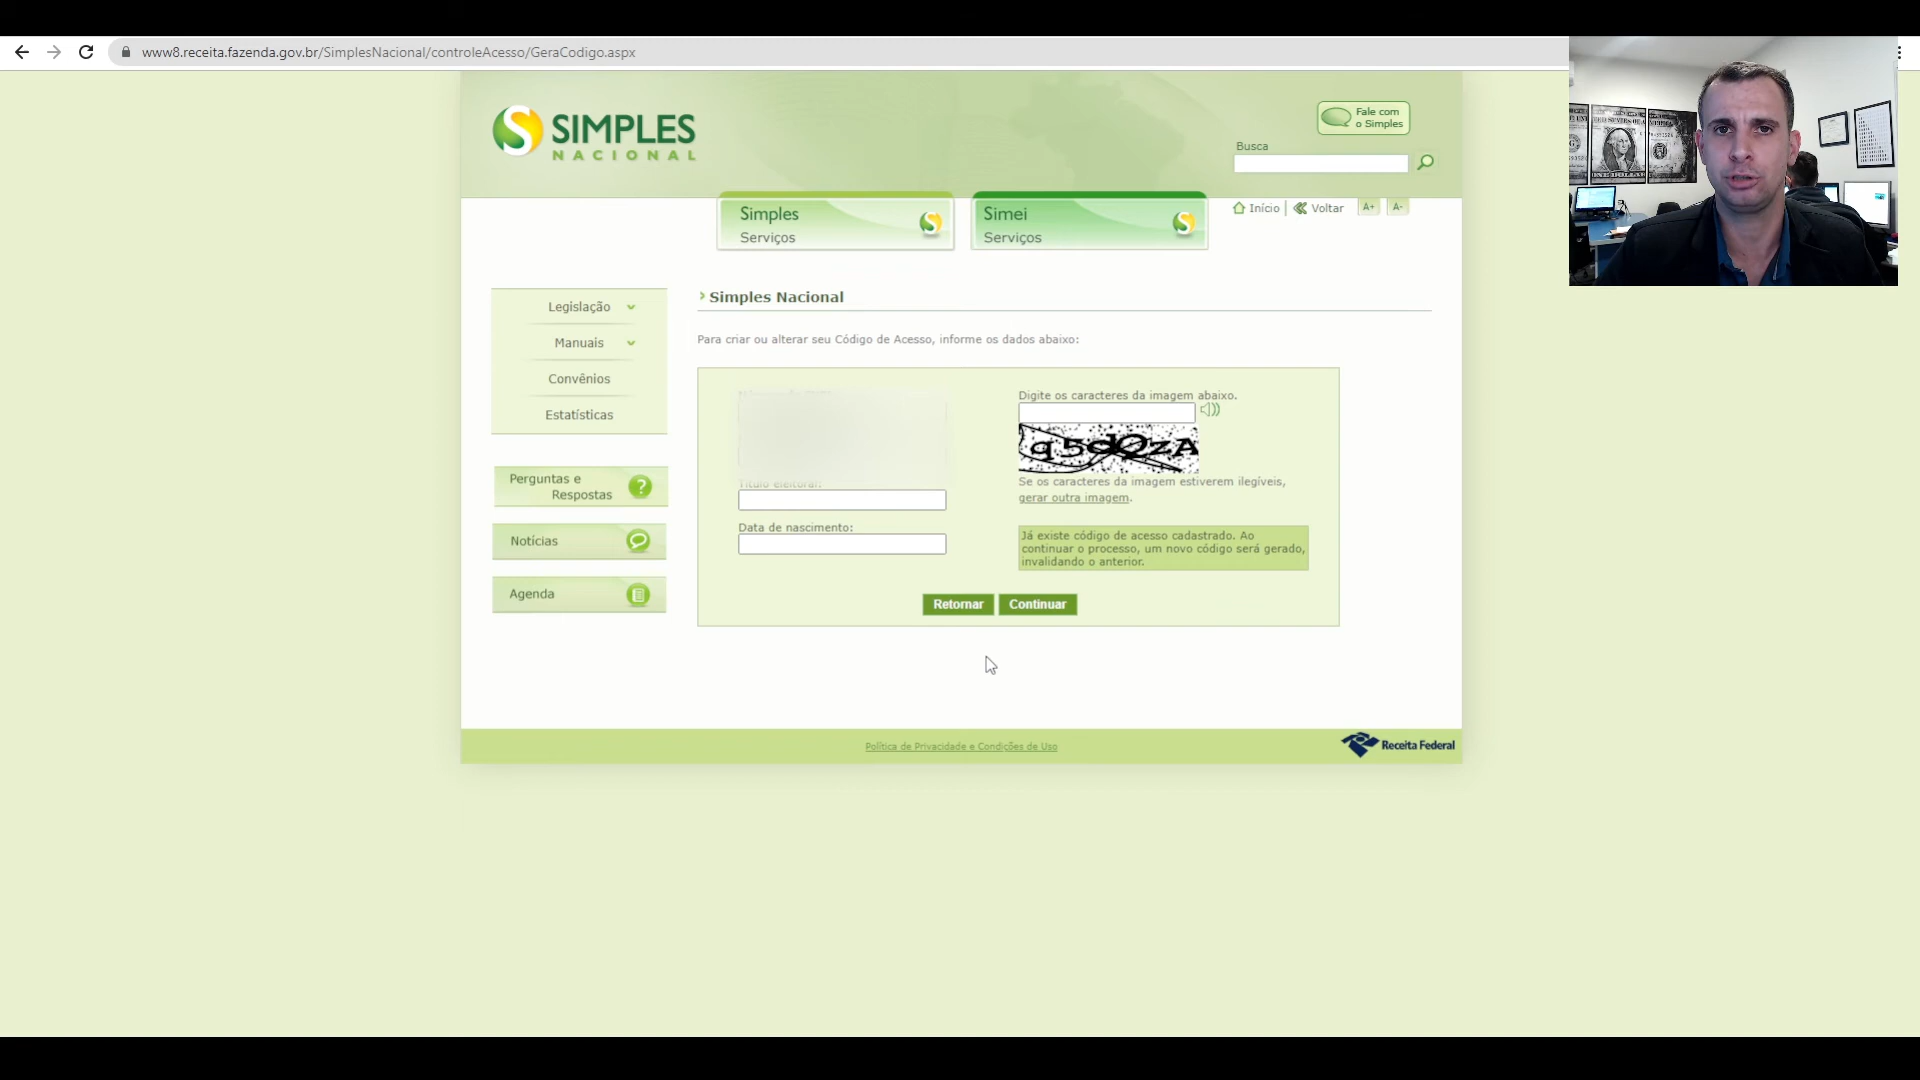 www8.receita.fazenda.gov.br/SimplesNacional/controleAcesso/GeraCodigo.aspx
SIMPLES
NACIONAL
Fale com
o Simples
Busca
Simples
Serviços
Simei
Serviços
Início
Voltar
A+
A-
Legislação
Manuais
Convênios
Estatísticas
Perguntas e
Respostas
?
Notícias
Agenda
Simples Nacional
Para criar ou alterar seu Código de Acesso, informe os dados abaixo:
Título eleitoral:
Data de nascimento:
Digite os caracteres da imagem abaixo.
q5dQzA
Se os caracteres da imagem estiverem ilegíveis,
gerar outra imagem.
Já existe código de acesso cadastrado. Ao
continuar o processo, um novo código será gerado,
invalidando o anterior.
Retornar
Continuar
Política de Privacidade e Condições de Uso
Receita Federal